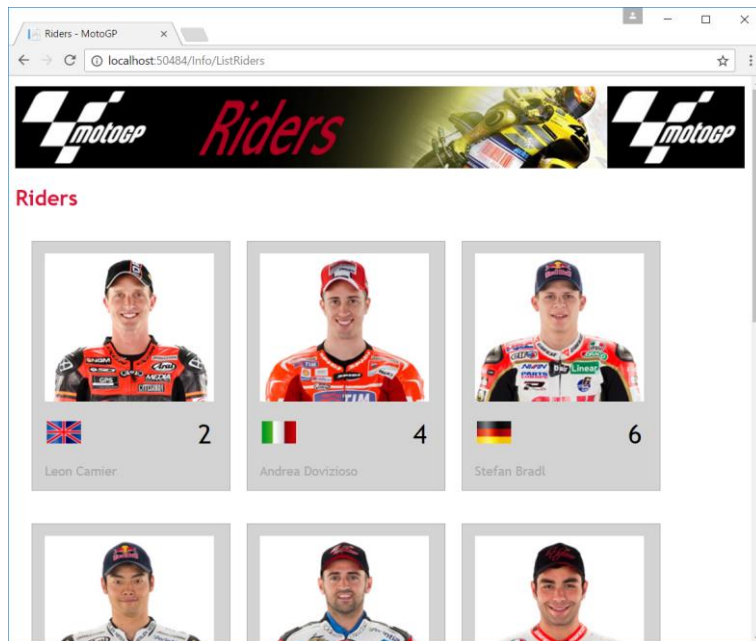 Riders - MotoGP
localhost:50484/Info/ListRiders
MotoGP
Riders
MotoGP
Riders
2
4
6
Leon Camier
Andrea Dovizioso
Stefan Bradl